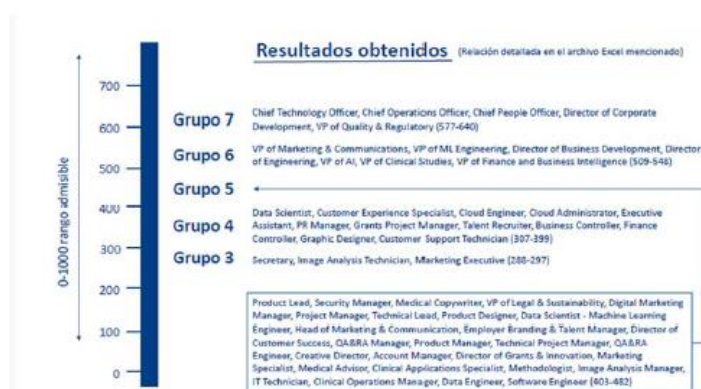 Resultados obtenidos (Relación detallada en el archivo Excel mencionado)
700
600
500
400
300
200
100
0
0-1000 rango admisible
Grupo 7
Chief Technology Officer, Chief Operations Officer, Chief People Officer, Director of Corporate
Development, VP of Quality & Regulatory (577-640)
Grupo 6
VP of Marketing & Communications, VP of ML Engineering, Director of Business Development, Director
of Engineering, VP of AI, VP of Clinical Studies, VP of Finance and Business Intelligence (509-548)
Grupo 5
Grupo 4
Data Scientist, Customer Experience Specialist, Cloud Engineer, Cloud Administrator, Executive
Assistant, PR Manager, Grants Project Manager, Talent Recruiter, Business Controller, Finance
Controller, Graphic Designer, Customer Support Technician (307-399)
Grupo 3
Secretary, Image Analysis Technician, Marketing Executive (288-297)
Product Lead, Security Manager, Medical Copywriter, VP of Legal & Sustainability, Digital Marketing
Manager, Project Manager, Technical Lead, Product Designer, Data Scientist - Machine Learning
Engineer, Head of Marketing & Communication, Employer Branding & Talent Manager, Director of
Customer Success, QA&RA Manager, Product Manager, Technical Project Manager, QA&RA
Engineer, Creative Director, Account Manager, Director of Grants & Innovation, Marketing
Specialist, Medical Advisor, Clinical Applications Specialist, Methodologist, Image Analysis Manager,
IT Technician, Clinical Operations Manager, Data Engineer, Software Engineer (403-482)